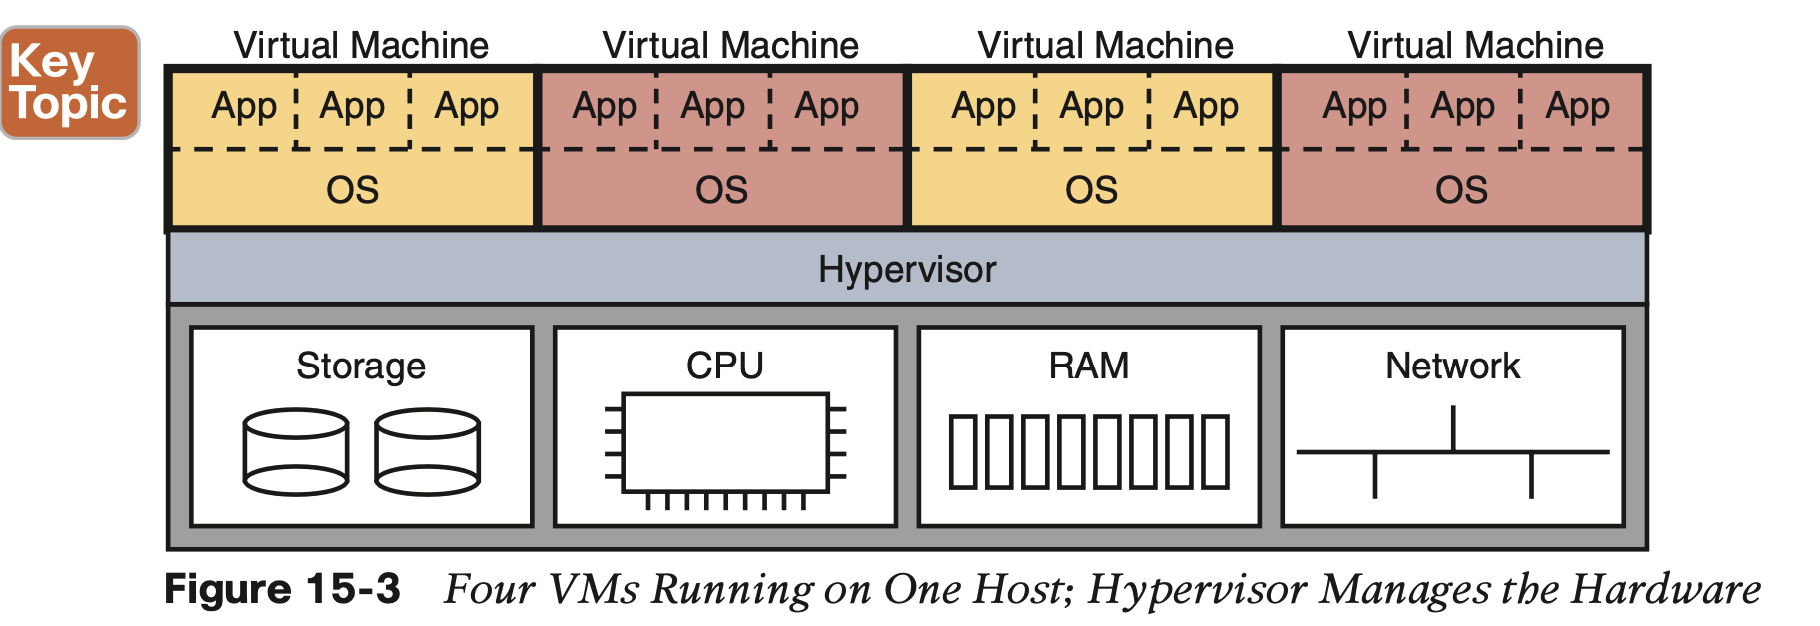 Key
Topic
Virtual Machine Virtual Machine Virtual Machine Virtual Machine
App App App App App App App App App App App App
OS OS OS OS
Hypervisor
Storage CPU RAM Network
Figure 15-3 Four VMs Running on One Host; Hypervisor Manages the Hardware